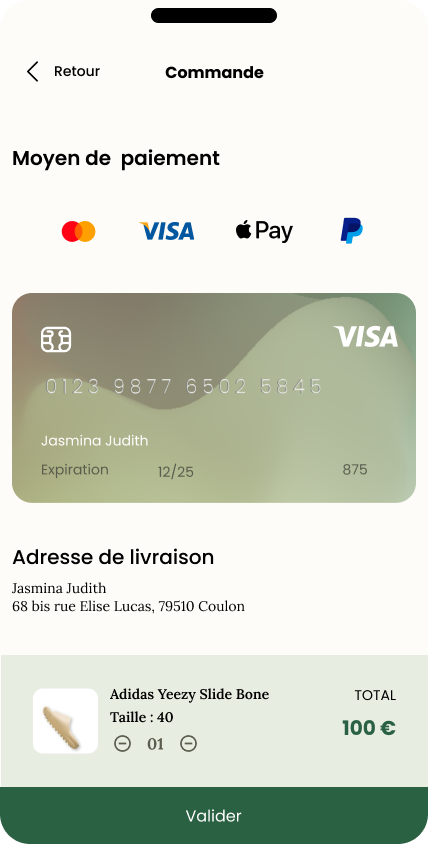 Retour
Commande
Moyen de paiement
VISA
Pay
VISA
0123 9877 6502 5845
Jasmina Judith
Expiration 12/25 875
Adresse de livraison
Jasmina Judith
68 bis rue Elise Lucas, 79510 Coulon
Adidas Yeezy Slide Bone
TOTAL
Taille : 40
100 €
01
Valider